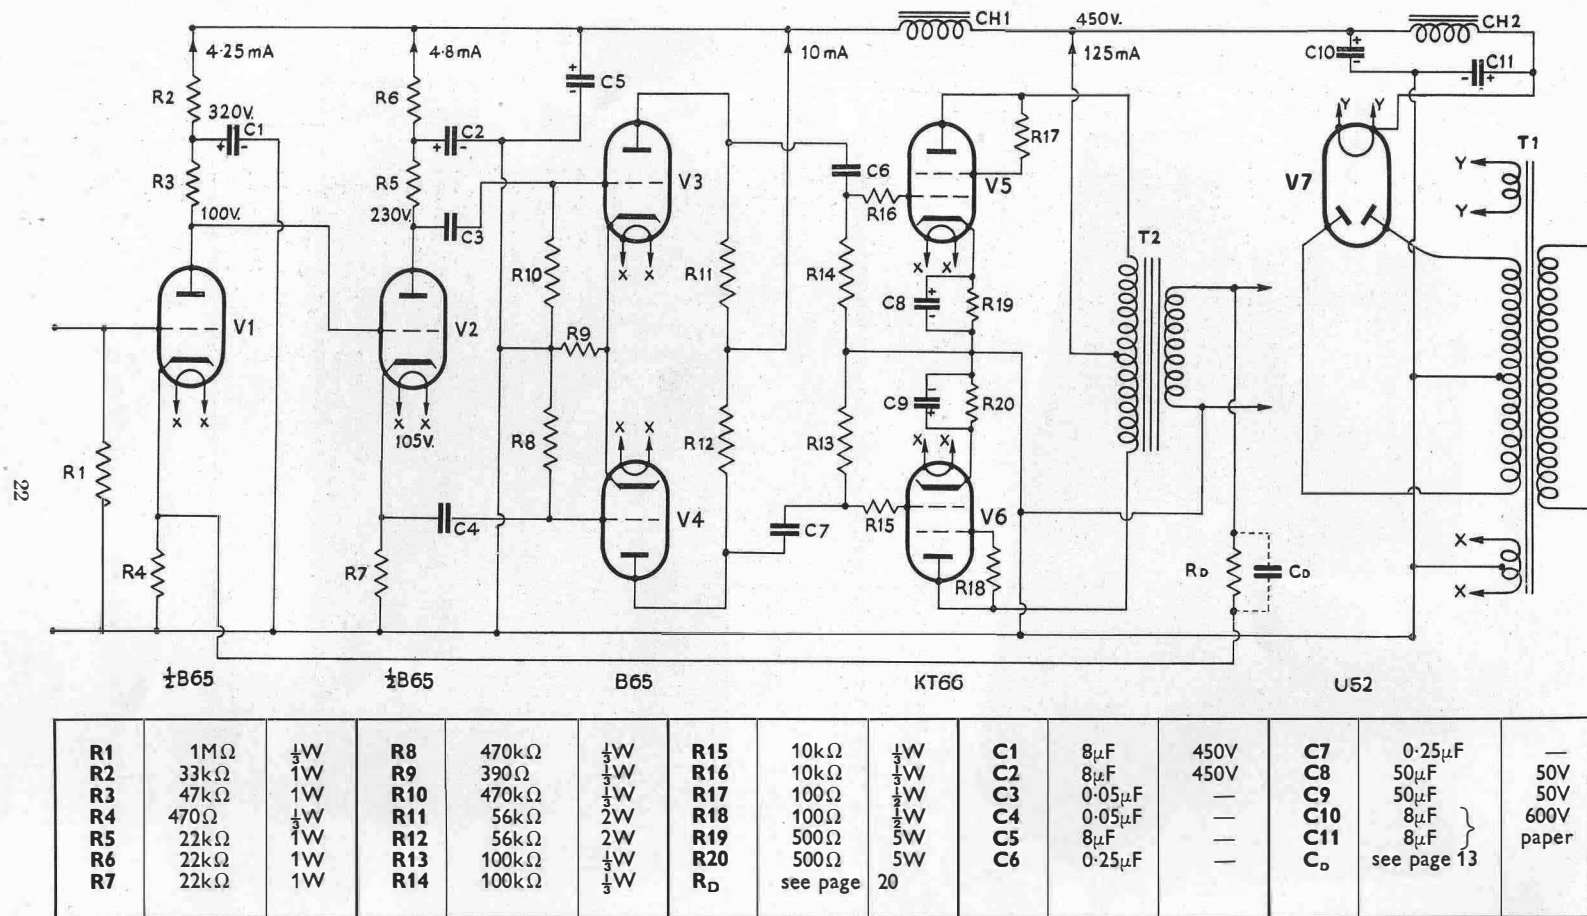 CH1
450V.
CH2
4·25mA
4·8mA
10mA
125mA
C10 + -
- + C11
R2
R6
+ - C5
320V.
+ - C1
+ - C2
R17
Y Y
T1
R3
R5
V3
C6
V5
V7
Y
100V.
230V.
C3
R16
Y
X X
X X
T2
R10
R11
R14
C8 + -
R19
V1
V2
R9
X X
X X
105V.
R8
X X
R12
C9 - +
R20
R13
X X
R1
22
C4
V4
C7
R15
V6
X
R4
R7
R18
RD
CD
X
½B65
½B65
B65
KT66
U52
R1 1MΩ ⅓W R8 470kΩ ⅓W R15 10kΩ ⅓W C1 8μF 450V C7 0·25μF —
R2 33kΩ 1W R9 390Ω ⅓W R16 10kΩ ⅓W C2 8μF 450V C8 50μF 50V
R3 47kΩ 1W R10 470kΩ ⅓W R17 100Ω ½W C3 0·05μF — C9 50μF 50V
R4 470Ω ⅓W R11 56kΩ 2W R18 100Ω ½W C4 0·05μF — C10 8μF } 600V
R5 22kΩ 1W R12 56kΩ 2W R19 500Ω 5W C5 8μF — C11 8μF paper
R6 22kΩ 1W R13 100kΩ ⅓W R20 500Ω 5W C6 0·25μF — CD see page 13
R7 22kΩ 1W R14 100kΩ ⅓W RD see page 20